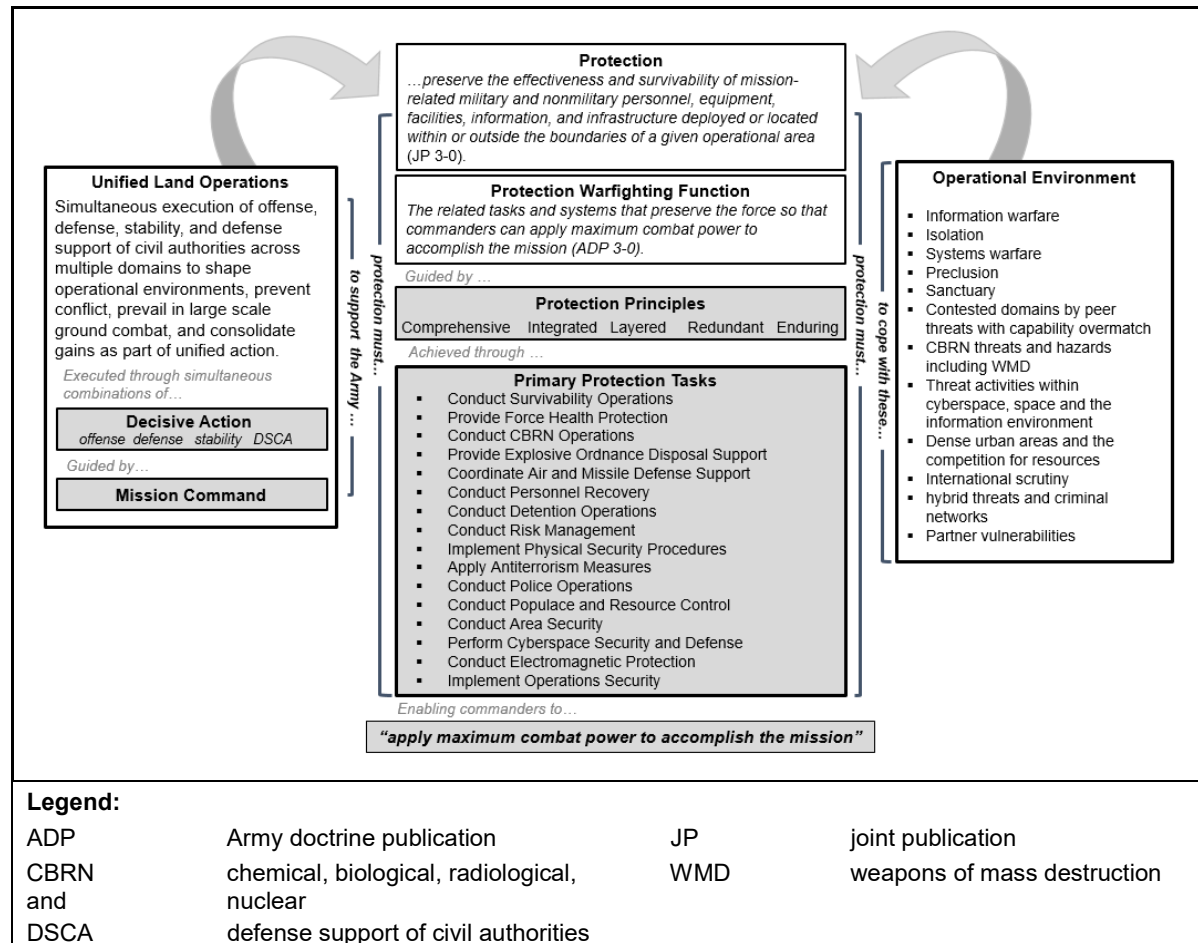 Protection
…preserve the effectiveness and survivability of mission-
related military and nonmilitary personnel, equipment,
facilities, information, and infrastructure deployed or located
within or outside the boundaries of a given operational area
(JP 3-0).
Unified Land Operations
Simultaneous execution of offense,
defense, stability, and defense
support of civil authorities across
multiple domains to shape
operational environments, prevent
conflict, prevail in large scale
ground combat, and consolidate
gains as part of unified action.
Executed through simultaneous
combinations of…
Decisive Action
offense defense stability DSCA
Guided by…
Mission Command
to support the Army …
protection must…
Protection Warfighting Function
The related tasks and systems that preserve the force so that
commanders can apply maximum combat power to
accomplish the mission (ADP 3-0).
Guided by …
Protection Principles
Comprehensive Integrated Layered Redundant Enduring
Achieved through …
Primary Protection Tasks
▪ Conduct Survivability Operations
▪ Provide Force Health Protection
▪ Conduct CBRN Operations
▪ Provide Explosive Ordnance Disposal Support
▪ Coordinate Air and Missile Defense Support
▪ Conduct Personnel Recovery
▪ Conduct Detention Operations
▪ Conduct Risk Management
▪ Implement Physical Security Procedures
▪ Apply Antiterrorism Measures
▪ Conduct Police Operations
▪ Conduct Populace and Resource Control
▪ Conduct Area Security
▪ Perform Cyberspace Security and Defense
▪ Conduct Electromagnetic Protection
▪ Implement Operations Security
Enabling commanders to…
“apply maximum combat power to accomplish the mission”
protection must…
to cope with these…
Operational Environment
▪ Information warfare
▪ Isolation
▪ Systems warfare
▪ Preclusion
▪ Sanctuary
▪ Contested domains by peer
threats with capability overmatch
▪ CBRN threats and hazards
including WMD
▪ Threat activities within
cyberspace, space and the
information environment
▪ Dense urban areas and the
competition for resources
▪ International scrutiny
▪ hybrid threats and criminal
networks
▪ Partner vulnerabilities
Legend:
ADP Army doctrine publication JP joint publication
CBRN chemical, biological, radiological, WMD weapons of mass destruction
and nuclear
DSCA defense support of civil authorities